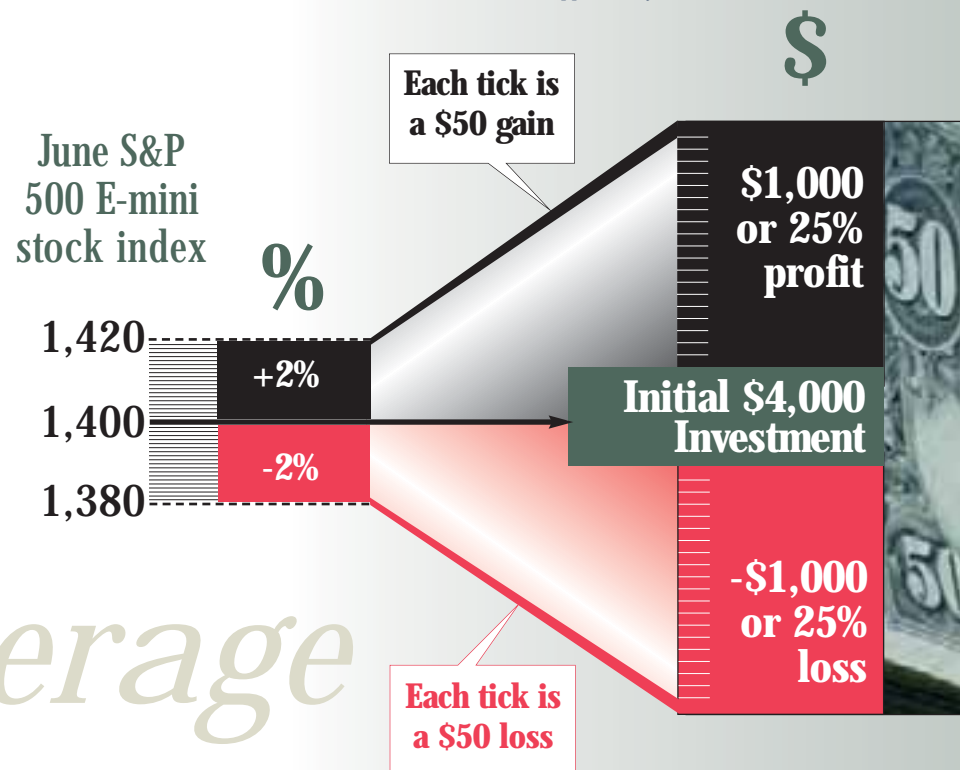 $
Each tick is
a $50 gain
June S&P
500 E-mini
stock index
%
$1,000
or 25%
profit
1,420
+2%
Initial $4,000
Investment
1,400
-2%
1,380
-$1,000
or 25%
loss
erage
Each tick is
a $50 loss
50
50